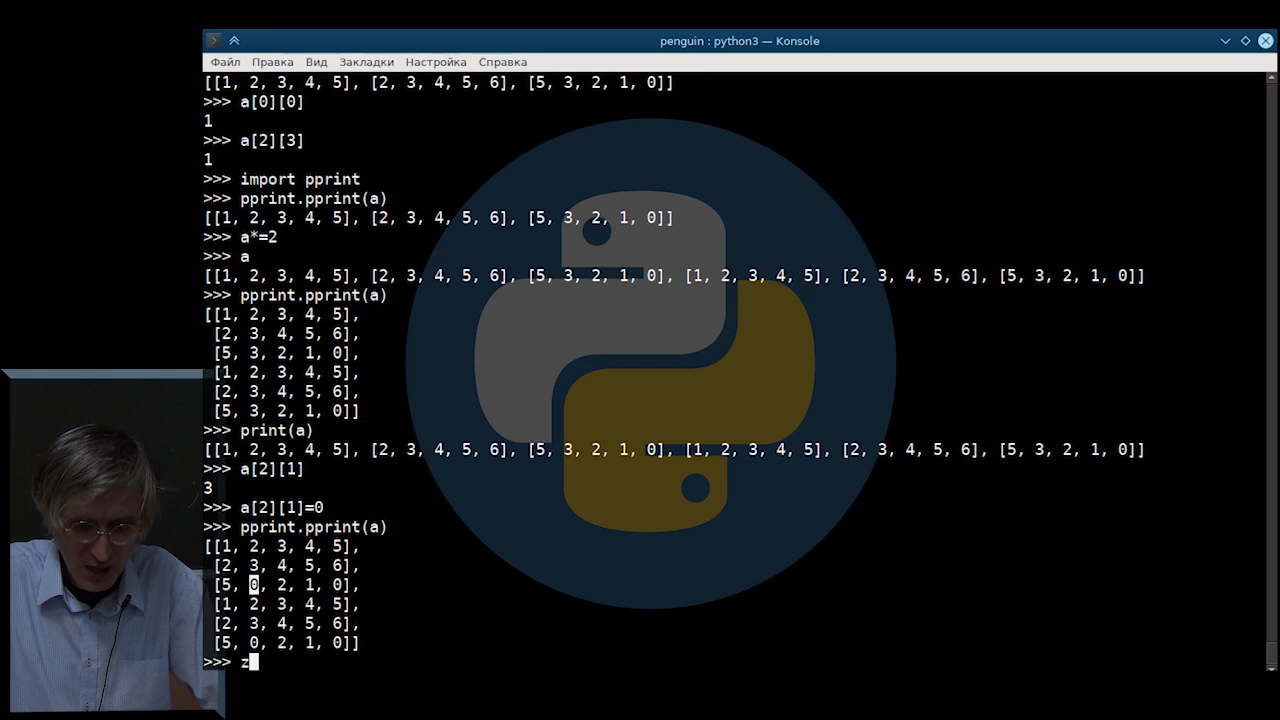 penguin : python3 — Konsole
Файл Правка Вид Закладки Настройка Справка
[[1, 2, 3, 4, 5], [2, 3, 4, 5, 6], [5, 3, 2, 1, 0]]
>>> a[0][0]
1
>>> a[2][3]
1
>>> import pprint
>>> pprint.pprint(a)
[[1, 2, 3, 4, 5], [2, 3, 4, 5, 6], [5, 3, 2, 1, 0]]
>>> a*=2
>>> a
[[1, 2, 3, 4, 5], [2, 3, 4, 5, 6], [5, 3, 2, 1, 0], [1, 2, 3, 4, 5], [2, 3, 4, 5, 6], [5, 3, 2, 1, 0]]
>>> pprint.pprint(a)
[[1, 2, 3, 4, 5],
 [2, 3, 4, 5, 6],
 [5, 3, 2, 1, 0],
 [1, 2, 3, 4, 5],
 [2, 3, 4, 5, 6],
 [5, 3, 2, 1, 0]]
>>> print(a)
[[1, 2, 3, 4, 5], [2, 3, 4, 5, 6], [5, 3, 2, 1, 0], [1, 2, 3, 4, 5], [2, 3, 4, 5, 6], [5, 3, 2, 1, 0]]
>>> a[2][1]
3
>>> a[2][1]=0
>>> pprint.pprint(a)
[[1, 2, 3, 4, 5],
 [2, 3, 4, 5, 6],
 [5, 0, 2, 1, 0],
 [1, 2, 3, 4, 5],
 [2, 3, 4, 5, 6],
 [5, 0, 2, 1, 0]]
>>> z